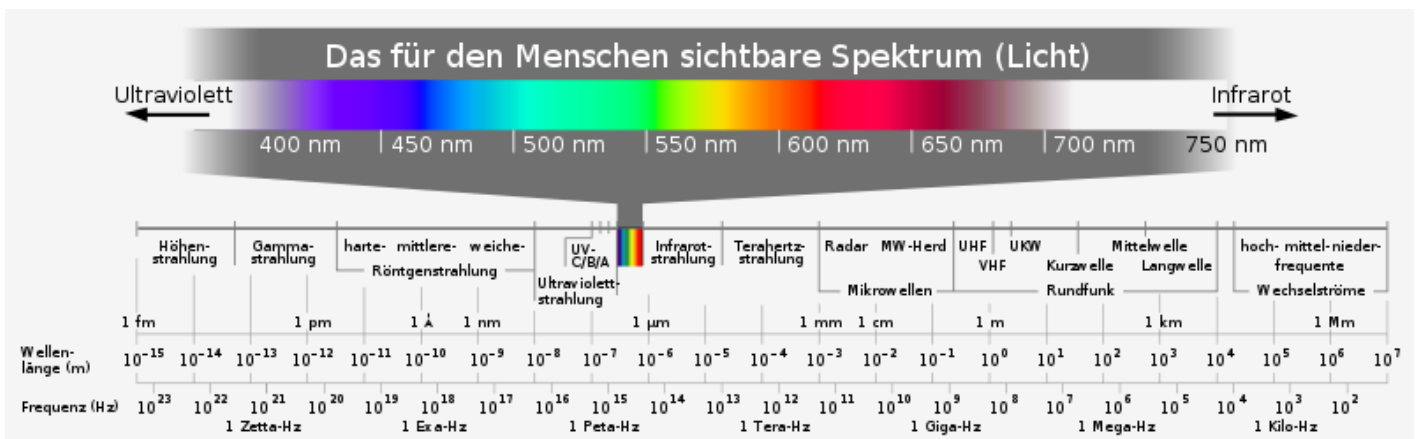 Das für den Menschen sichtbare Spektrum (Licht)
Ultraviolett
Infrarot
400 nm 450 nm 500 nm 550 nm 600 nm 650 nm 700 nm 750 nm
Höhen-
strahlung
Gamma-
strahlung
harte- mittlere- weiche-
Röntgenstrahlung
UV-
C/B/A
Ultraviolett-
strahlung
Infrarot-
strahlung
Terahertz-
strahlung
Radar MW-Herd
Mikrowellen
UHF UKW Mittelwelle
VHF Kurzwelle Langwelle
Rundfunk
hoch- mittel- nieder-
frequente
Wechselströme
1 fm 1 pm 1 Å 1 nm 1 µm 1 mm 1 cm 1 m 1 km 1 Mm
Wellen-
länge (m)
10⁻¹⁵ 10⁻¹⁴ 10⁻¹³ 10⁻¹² 10⁻¹¹ 10⁻¹⁰ 10⁻⁹ 10⁻⁸ 10⁻⁷ 10⁻⁶ 10⁻⁵ 10⁻⁴ 10⁻³ 10⁻² 10⁻¹ 10⁰ 10¹ 10² 10³ 10⁴ 10⁵ 10⁶ 10⁷
Frequenz (Hz) 10²³ 10²² 10²¹ 10²⁰ 10¹⁹ 10¹⁸ 10¹⁷ 10¹⁶ 10¹⁵ 10¹⁴ 10¹³ 10¹² 10¹¹ 10¹⁰ 10⁹ 10⁸ 10⁷ 10⁶ 10⁵ 10⁴ 10³ 10²
1 Zetta-Hz 1 Exa-Hz 1 Peta-Hz 1 Tera-Hz 1 Giga-Hz 1 Mega-Hz 1 Kilo-Hz